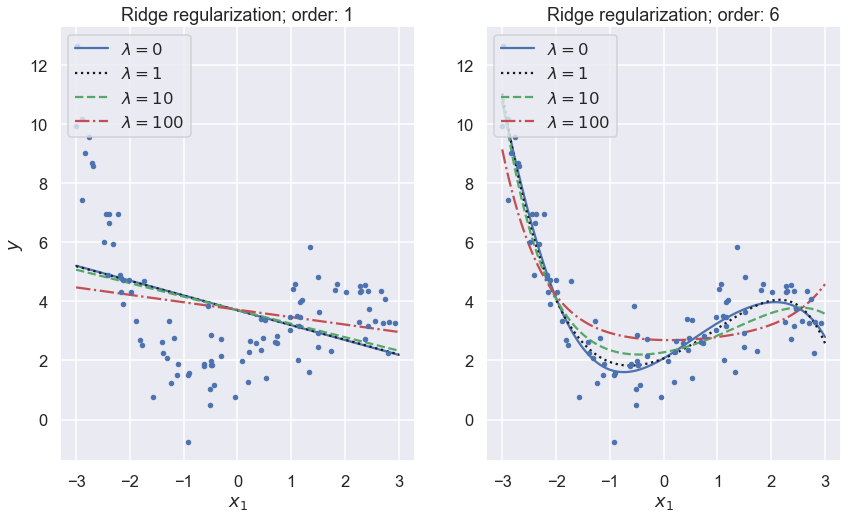 Ridge regularization; order: 1
λ = 0
λ = 1
λ = 10
λ = 100
12
10
8
6
4
2
0
y
−3 −2 −1 0 1 2 3
x₁
Ridge regularization; order: 6
λ = 0
λ = 1
λ = 10
λ = 100
12
10
8
6
4
2
0
−3 −2 −1 0 1 2 3
x₁